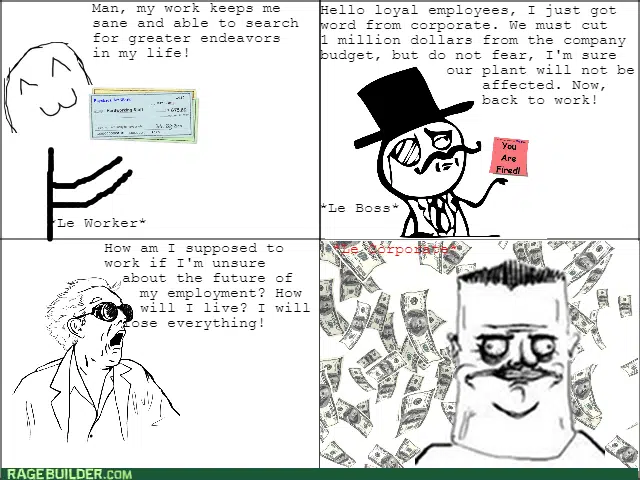 Man, my work keeps me
sane and able to search
for greater endeavors
in my life!
Hardworking Stiff
*Le Worker*
Hello loyal employees, I just got
word from corporate. We must cut
1 million dollars from the company
budget, but do not fear, I'm sure
our plant will not be
affected. Now,
back to work!
You
Are
Fired!
*Le Boss*
How am I supposed to
work if I'm unsure
about the future of
my employment? How
will I live? I will
lose everything!
*Le Corporate*
RAGEBUILDER.COM